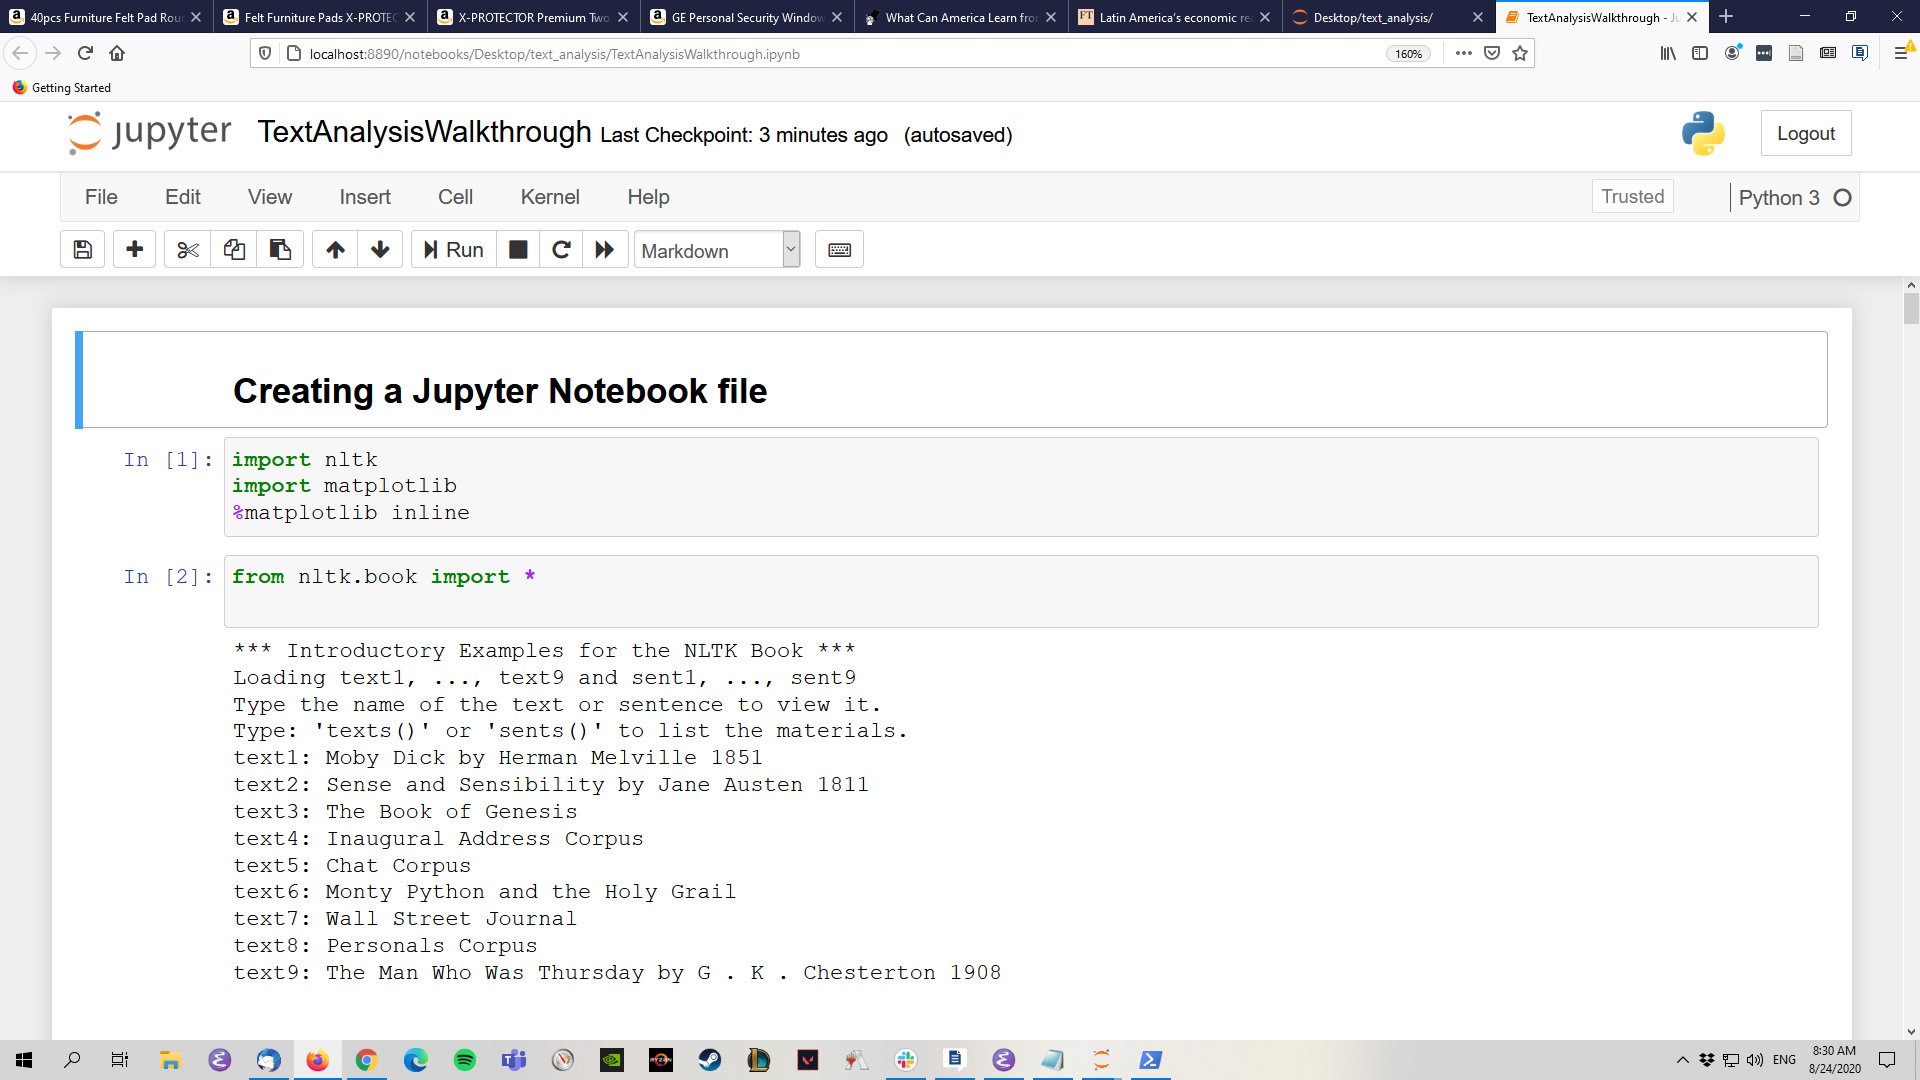 40pcs Furniture Felt Pad Rou
Felt Furniture Pads X-PROTEC
X-PROTECTOR Premium Two
GE Personal Security Window
What Can America Learn from
Latin America's economic re
Desktop/text_analysis/
TextAnalysisWalkthrough - Ju
localhost:8890/notebooks/Desktop/text_analysis/TextAnalysisWalkthrough.ipynb
160%
Getting Started
jupyter TextAnalysisWalkthrough Last Checkpoint: 3 minutes ago (autosaved)
Logout
File Edit View Insert Cell Kernel Help
Trusted
Python 3
Run
Markdown
Creating a Jupyter Notebook file
In [1]: import nltk
import matplotlib
%matplotlib inline
In [2]: from nltk.book import *
*** Introductory Examples for the NLTK Book ***
Loading text1, ..., text9 and sent1, ..., sent9
Type the name of the text or sentence to view it.
Type: 'texts()' or 'sents()' to list the materials.
text1: Moby Dick by Herman Melville 1851
text2: Sense and Sensibility by Jane Austen 1811
text3: The Book of Genesis
text4: Inaugural Address Corpus
text5: Chat Corpus
text6: Monty Python and the Holy Grail
text7: Wall Street Journal
text8: Personals Corpus
text9: The Man Who Was Thursday by G . K . Chesterton 1908
ENG
8:30 AM
8/24/2020